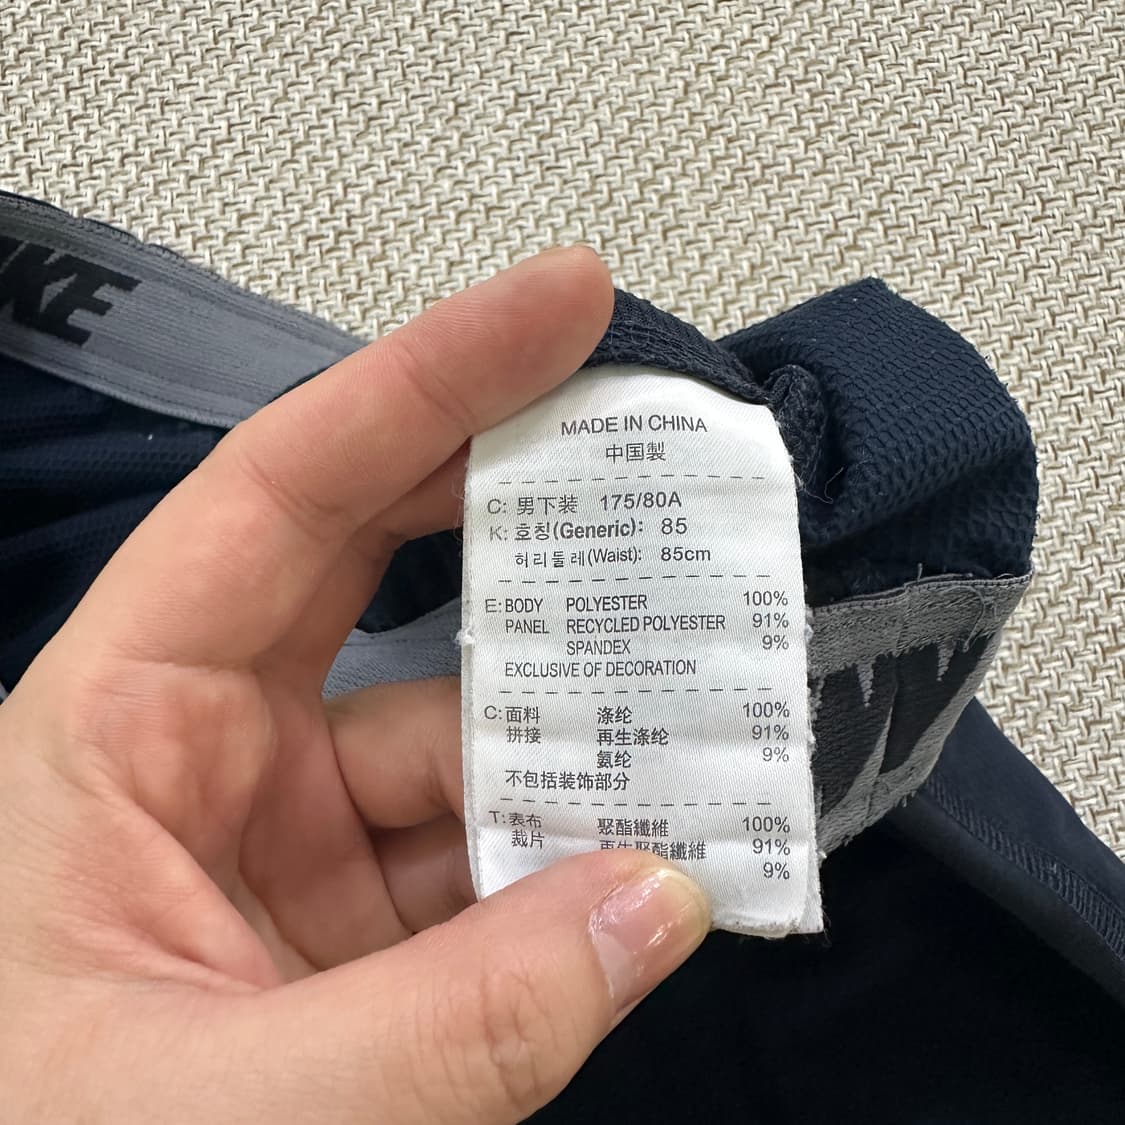 MADE IN CHINA
中国製
C: 男下装 175/80A
K: 호칭(Generic): 85
허리둘레(Waist): 85cm
E: BODY POLYESTER 100%
PANEL RECYCLED POLYESTER 91%
SPANDEX 9%
EXCLUSIVE OF DECORATION
C: 面料 涤纶 100%
拼接 再生涤纶 91%
氨纶 9%
不包括装饰部分
T: 表布 聚酯纖維 100%
裁片 再生聚酯纖維 91%
9%